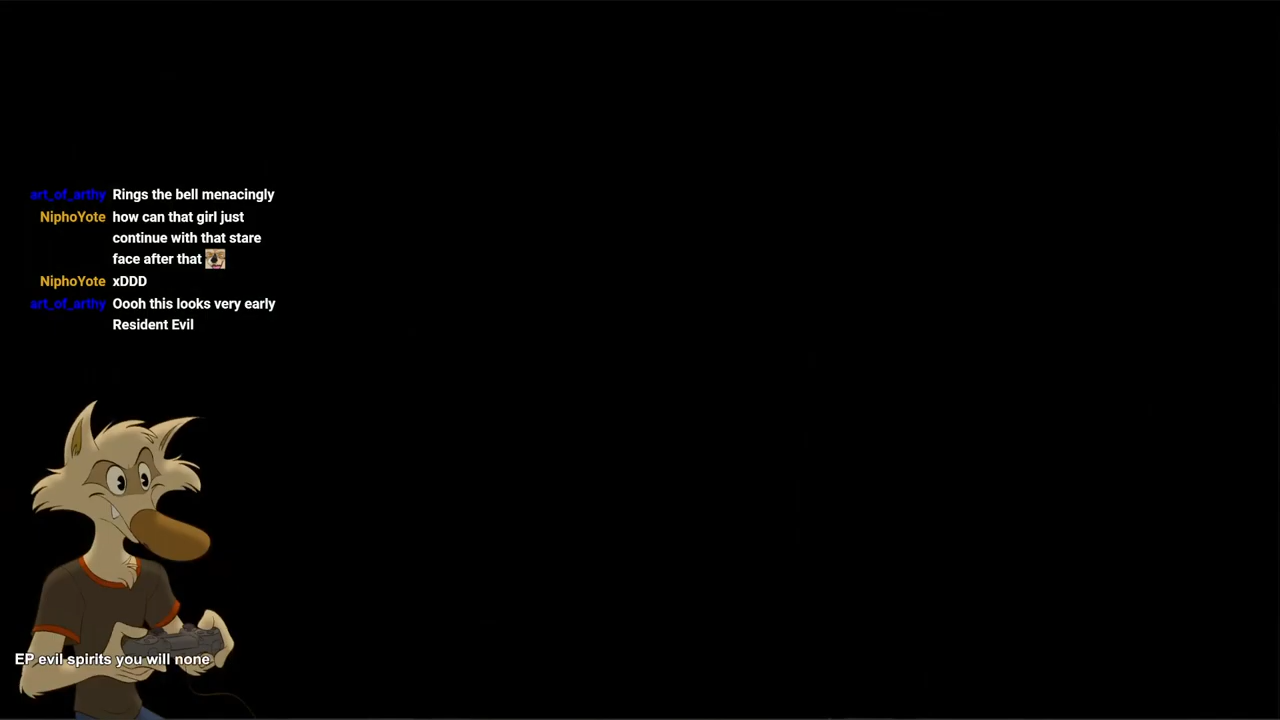 art_of_arthy Rings the bell menacingly
NiphoYote how can that girl just
continue with that stare
face after that
NiphoYote xDDD
art_of_arthy Oooh this looks very early
Resident Evil
EP evil spirits you will none